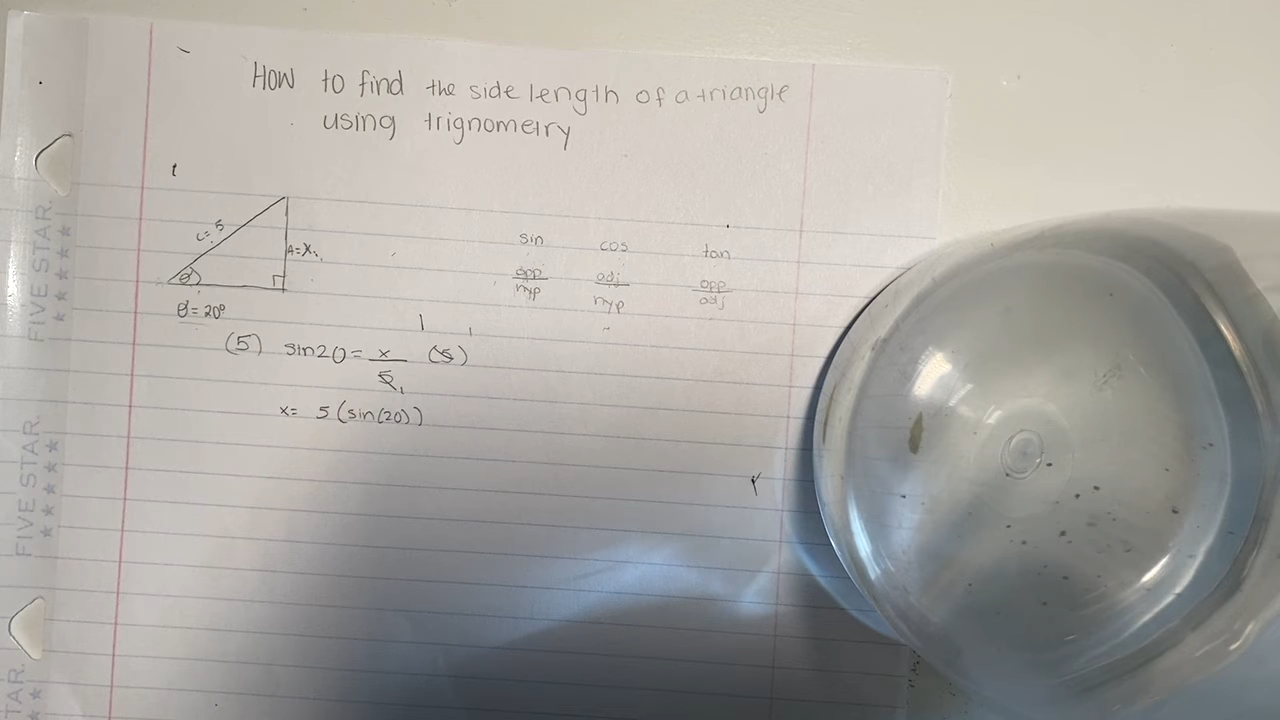 How to find the side length of a triangle
using trignometry
c=5
A=x
θ
θ=20°
sin cos tan
opp adj opp
hyp hyp adj
(5) sin20= x (5)
5
x= 5(sin(20))
FIVE STAR.
FIVE STAR.
STAR.